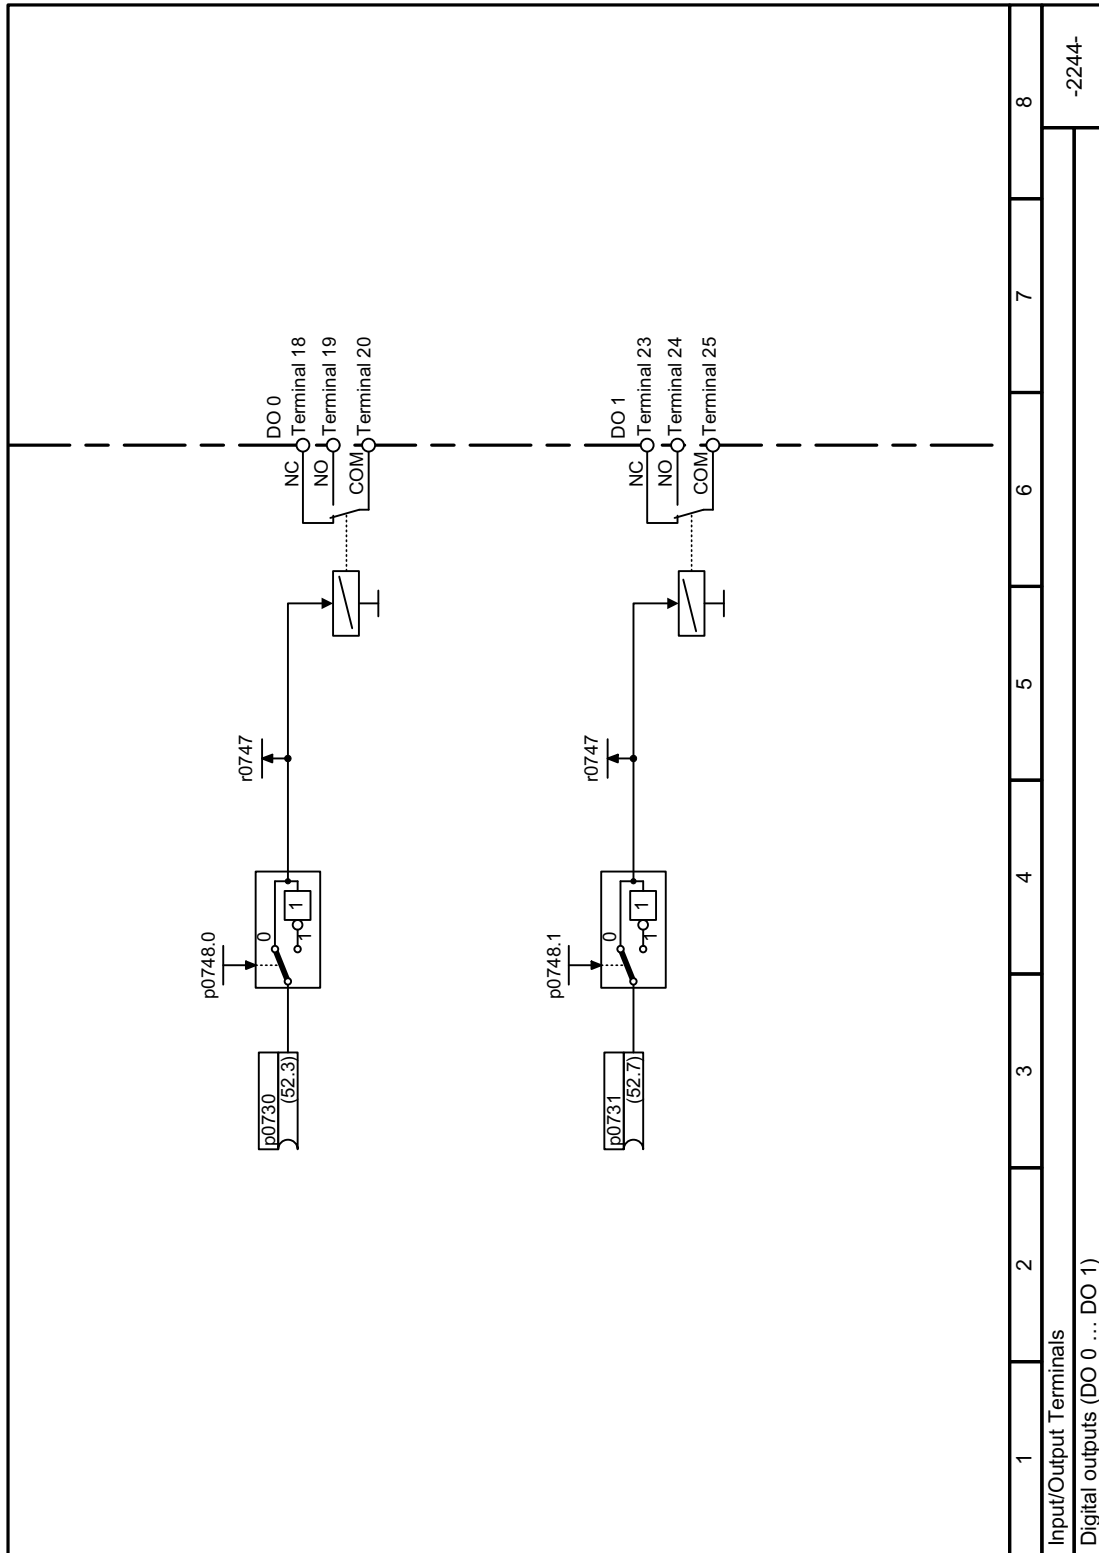 p0730
(52.3)
p0748.0
0
1
1
r0747
NC
NO
COM
DO 0
Terminal 18
Terminal 19
Terminal 20
p0731
(52.7)
p0748.1
0
1
1
r0747
NC
NO
COM
DO 1
Terminal 23
Terminal 24
Terminal 25
1 2 3 4 5 6 7 8
Input/Output Terminals
Digital outputs (DO 0 … DO 1)
-2244-